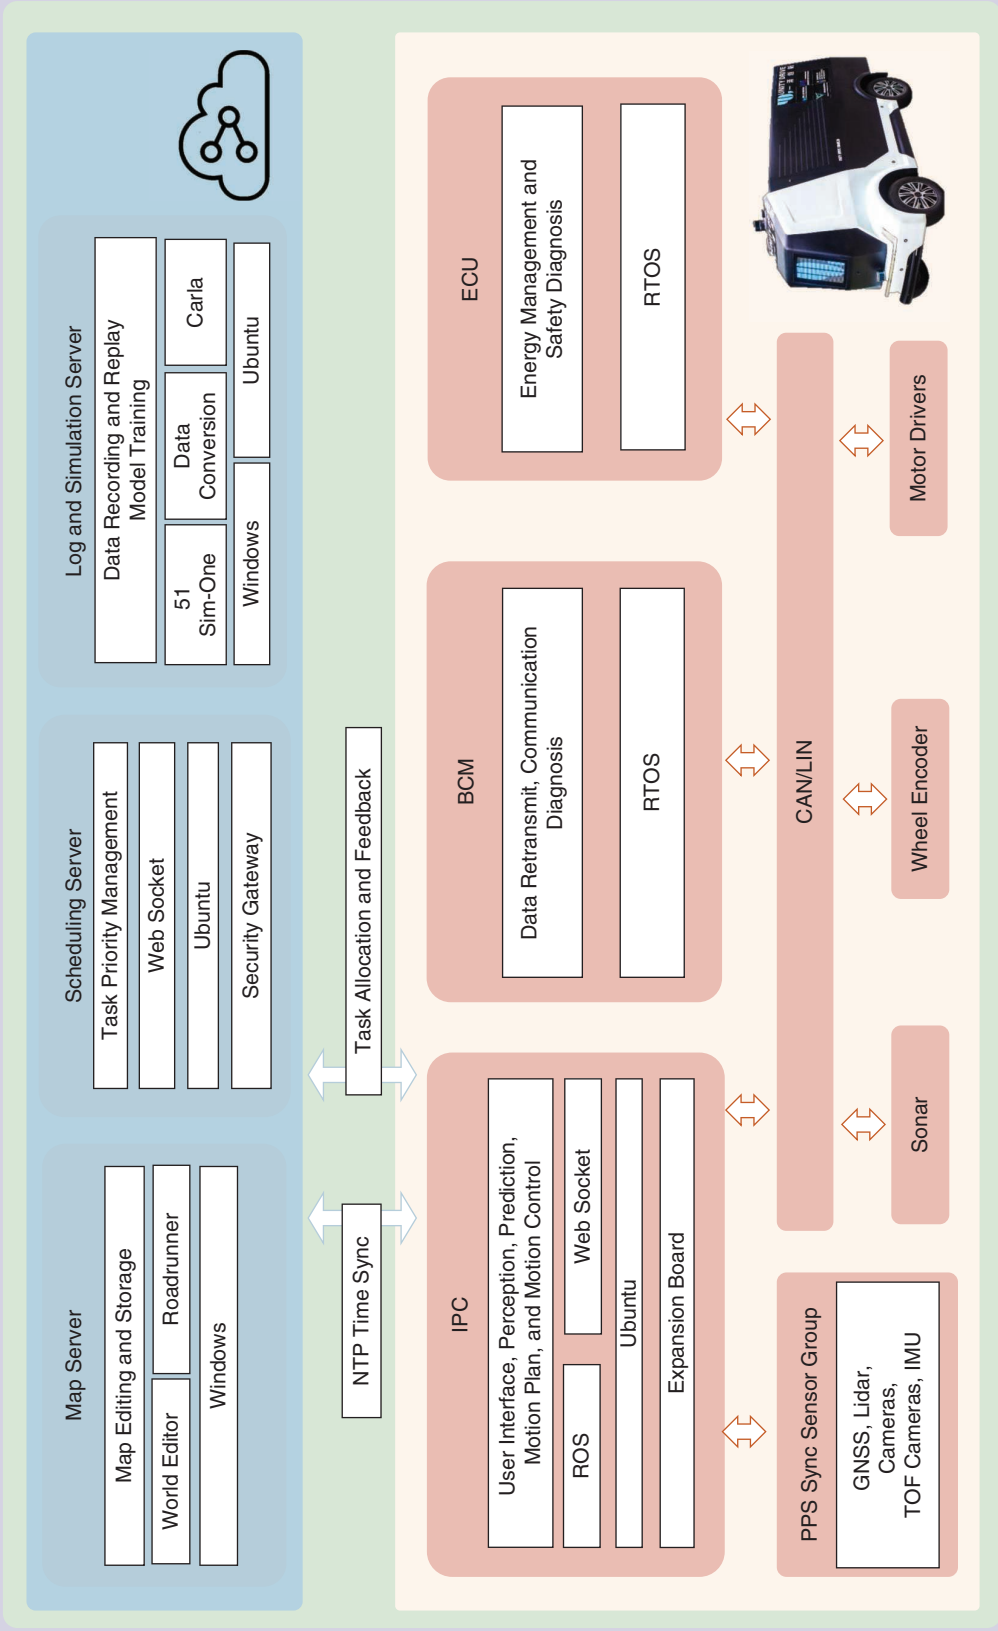 Map Server
Map Editing and Storage
World Editor
Roadrunner
Windows
Scheduling Server
Task Priority Management
Web Socket
Ubuntu
Security Gateway
Log and Simulation Server
Data Recording and Replay
Model Training
51
Sim-One
Data
Conversion
Carla
Windows
Ubuntu
NTP Time Sync
Task Allocation and Feedback
IPC
User Interface, Perception, Prediction,
Motion Plan, and Motion Control
ROS
Web Socket
Ubuntu
Expansion Board
BCM
Data Retransmit, Communication
Diagnosis
RTOS
ECU
Energy Management and
Safety Diagnosis
RTOS
UNITY DRIVE
PPS Sync Sensor Group
GNSS, Lidar,
Cameras,
TOF Cameras, IMU
CAN/LIN
Sonar
Wheel Encoder
Motor Drivers